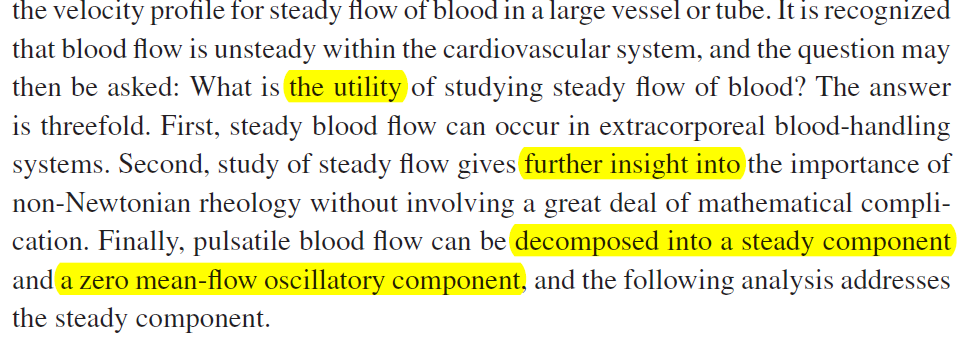 the velocity profile for steady flow of blood in a large vessel or tube. It is recognized
that blood flow is unsteady within the cardiovascular system, and the question may
then be asked: What is the utility of studying steady flow of blood? The answer
is threefold. First, steady blood flow can occur in extracorporeal blood-handling
systems. Second, study of steady flow gives further insight into the importance of
non-Newtonian rheology without involving a great deal of mathematical compli-
cation. Finally, pulsatile blood flow can be decomposed into a steady component
and a zero mean-flow oscillatory component, and the following analysis addresses
the steady component.